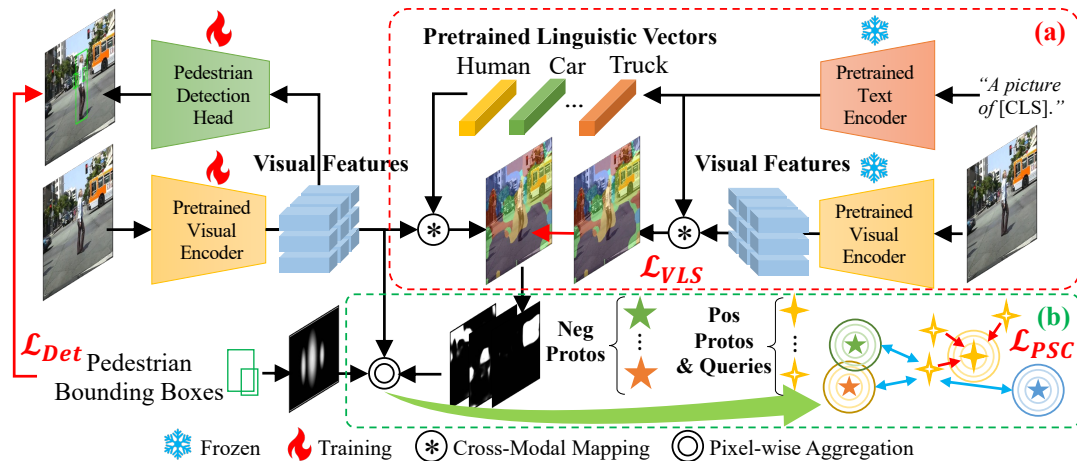 (a)
Pretrained Linguistic Vectors
Human Car Truck
...
Pedestrian
Detection
Head
Pretrained
Text
Encoder
"A picture
of [CLS]."
Visual Features
Visual Features
Pretrained
Visual
Encoder
Pretrained
Visual
Encoder
ℒ_VLS
(b)
ℒ_Det
Pedestrian
Bounding Boxes
Neg
Protos
...
Pos
Protos
& Queries
...
ℒ_PSC
Frozen Training Cross-Modal Mapping Pixel-wise Aggregation